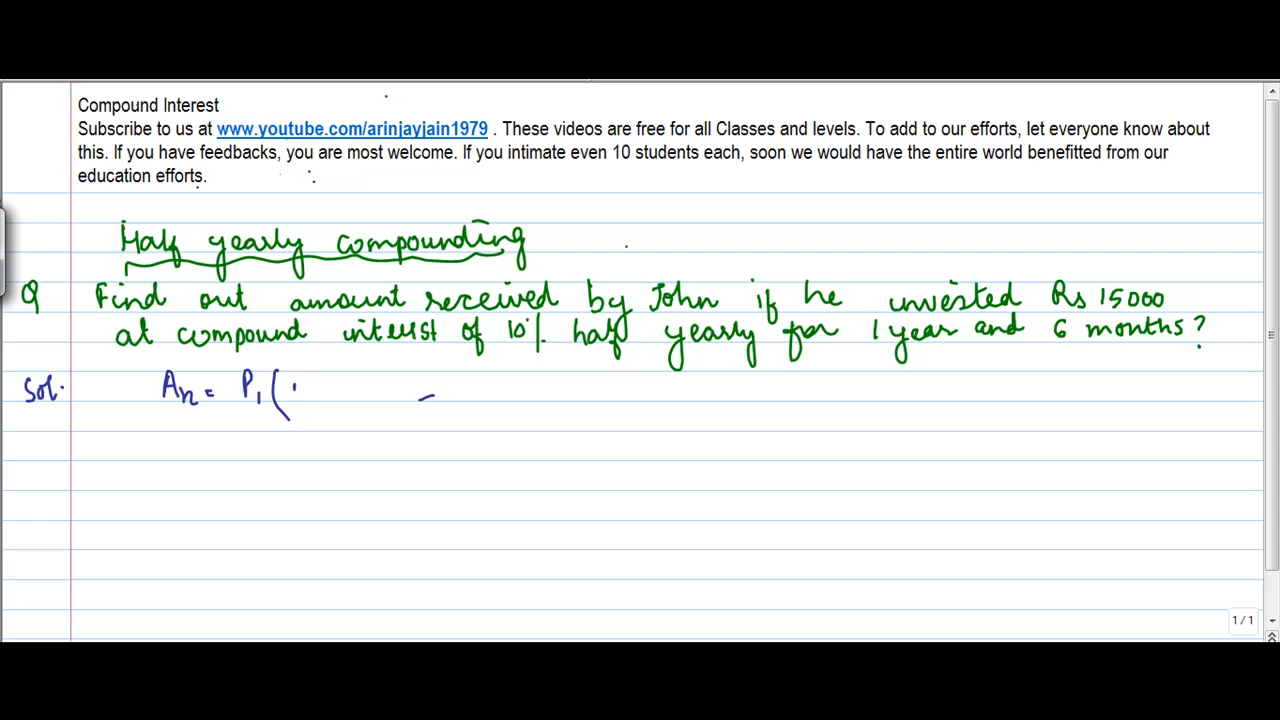 Compound Interest
Subscribe to us at www.youtube.com/arinjayjain1979 . These videos are free for all Classes and levels. To add to our efforts, let everyone know about
this. If you have feedbacks, you are most welcome. If you intimate even 10 students each, soon we would have the entire world benefitted from our
education efforts.
Half yearly compounding
Q Find out amount received by John if he invested Rs 15000
at compound interest of 10% half yearly for 1 year and 6 months?
Sol. An = P1 (
1 / 1